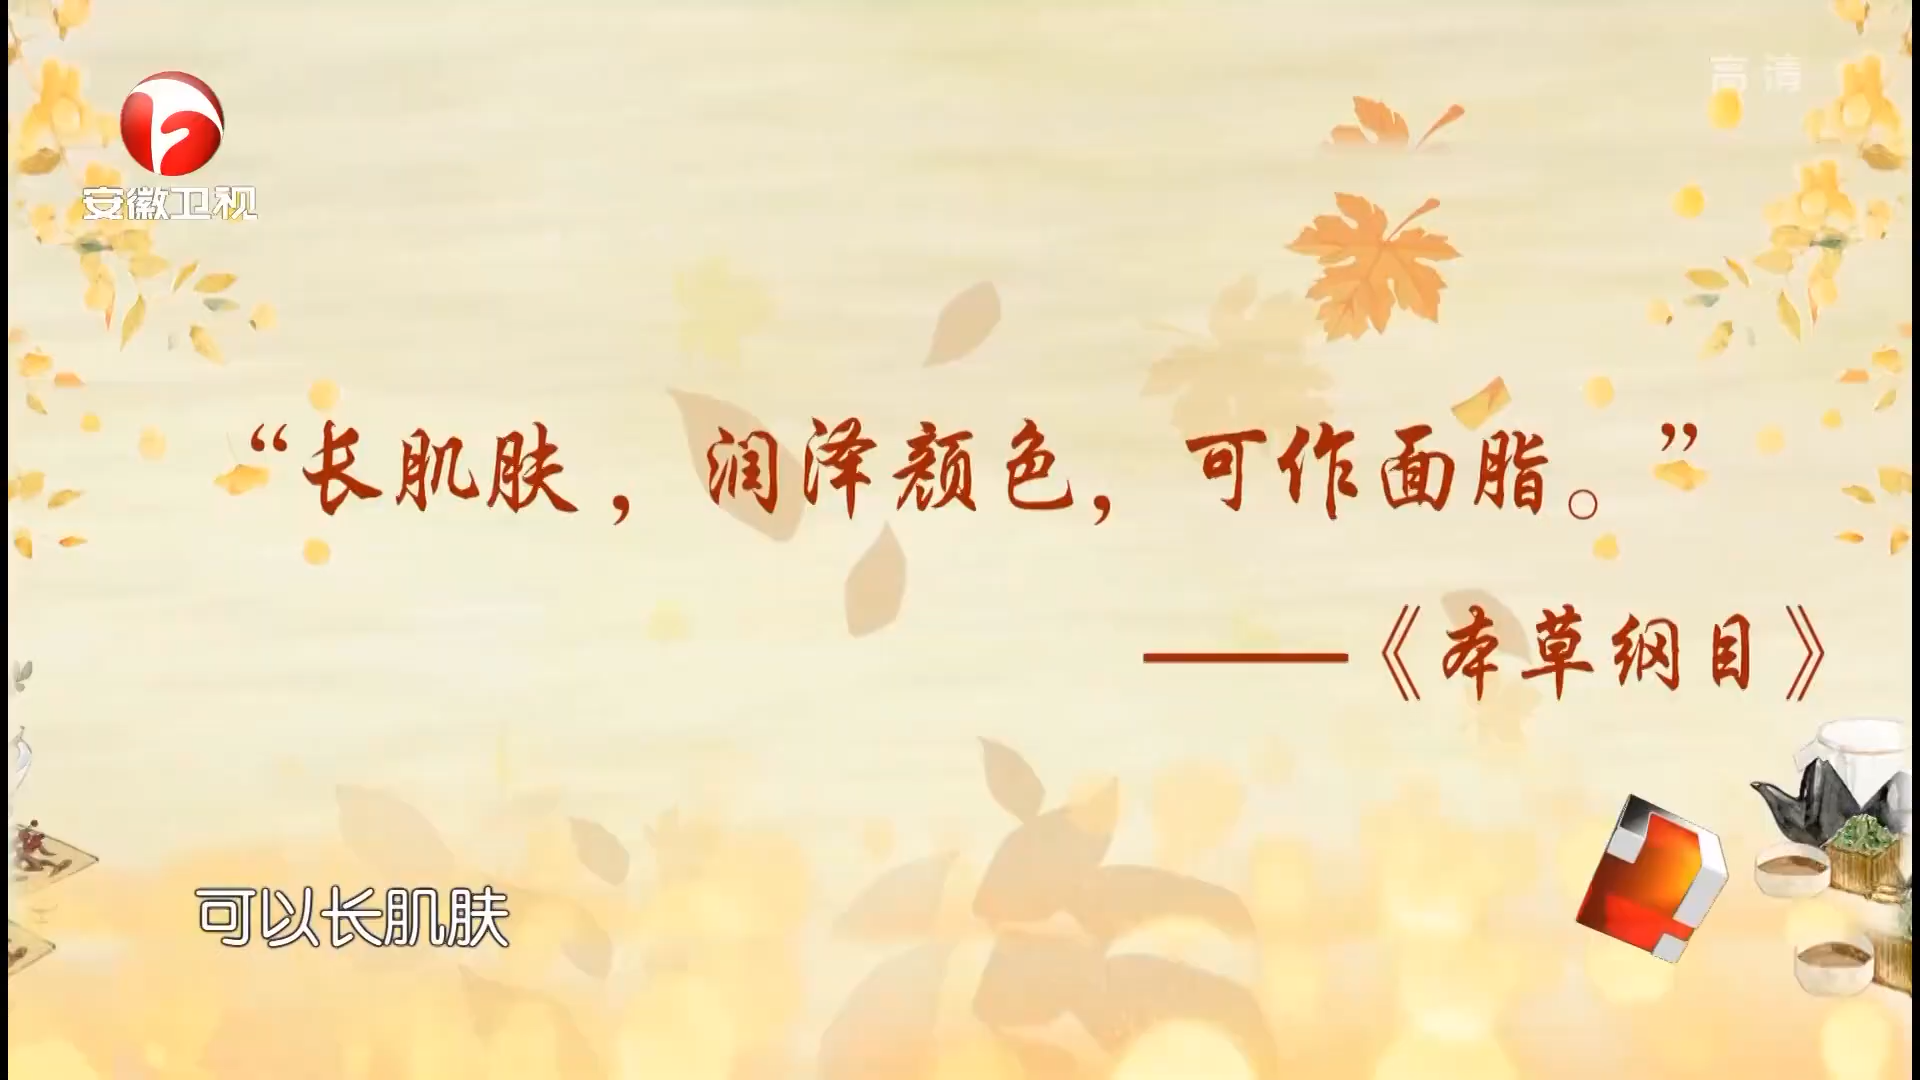 高清
安徽卫视
“长肌肤，润泽颜色，可作面脂。”
——《本草纲目》
可以长肌肤